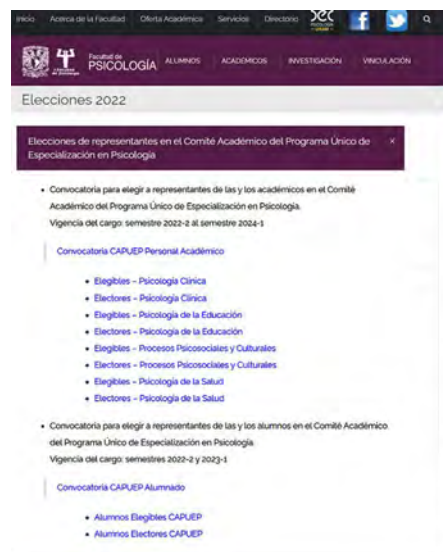 Inicio Acerca de la Facultad Oferta Académica Servicios Directorio
Facultad de
PSICOLOGÍA ALUMNOS ACADÉMICOS INVESTIGACIÓN VINCULACIÓN
Elecciones 2022
Elecciones de representantes en el Comité Académico del Programa Único de ×
Especialización en Psicología
• Convocatoria para elegir a representantes de las y los académicos en el Comité
Académico del Programa Único de Especialización en Psicología.
Vigencia del cargo: semestre 2022-2 al semestre 2024-1
Convocatoria CAPUEP Personal Académico
• Elegibles – Psicología Clínica
• Electores – Psicología Clínica
• Elegibles – Psicología de la Educación
• Electores – Psicología de la Educación
• Elegibles – Procesos Psicosociales y Culturales
• Electores – Procesos Psicosociales y Culturales
• Elegibles – Psicología de la Salud
• Electores – Psicología de la Salud
• Convocatoria para elegir a representantes de las y los alumnos en el Comité Académico
del Programa Único de Especialización en Psicología
Vigencia del cargo: semestres 2022-2 y 2023-1
Convocatoria CAPUEP Alumnado
• Alumnos Elegibles CAPUEP
• Alumnos Electores CAPUEP